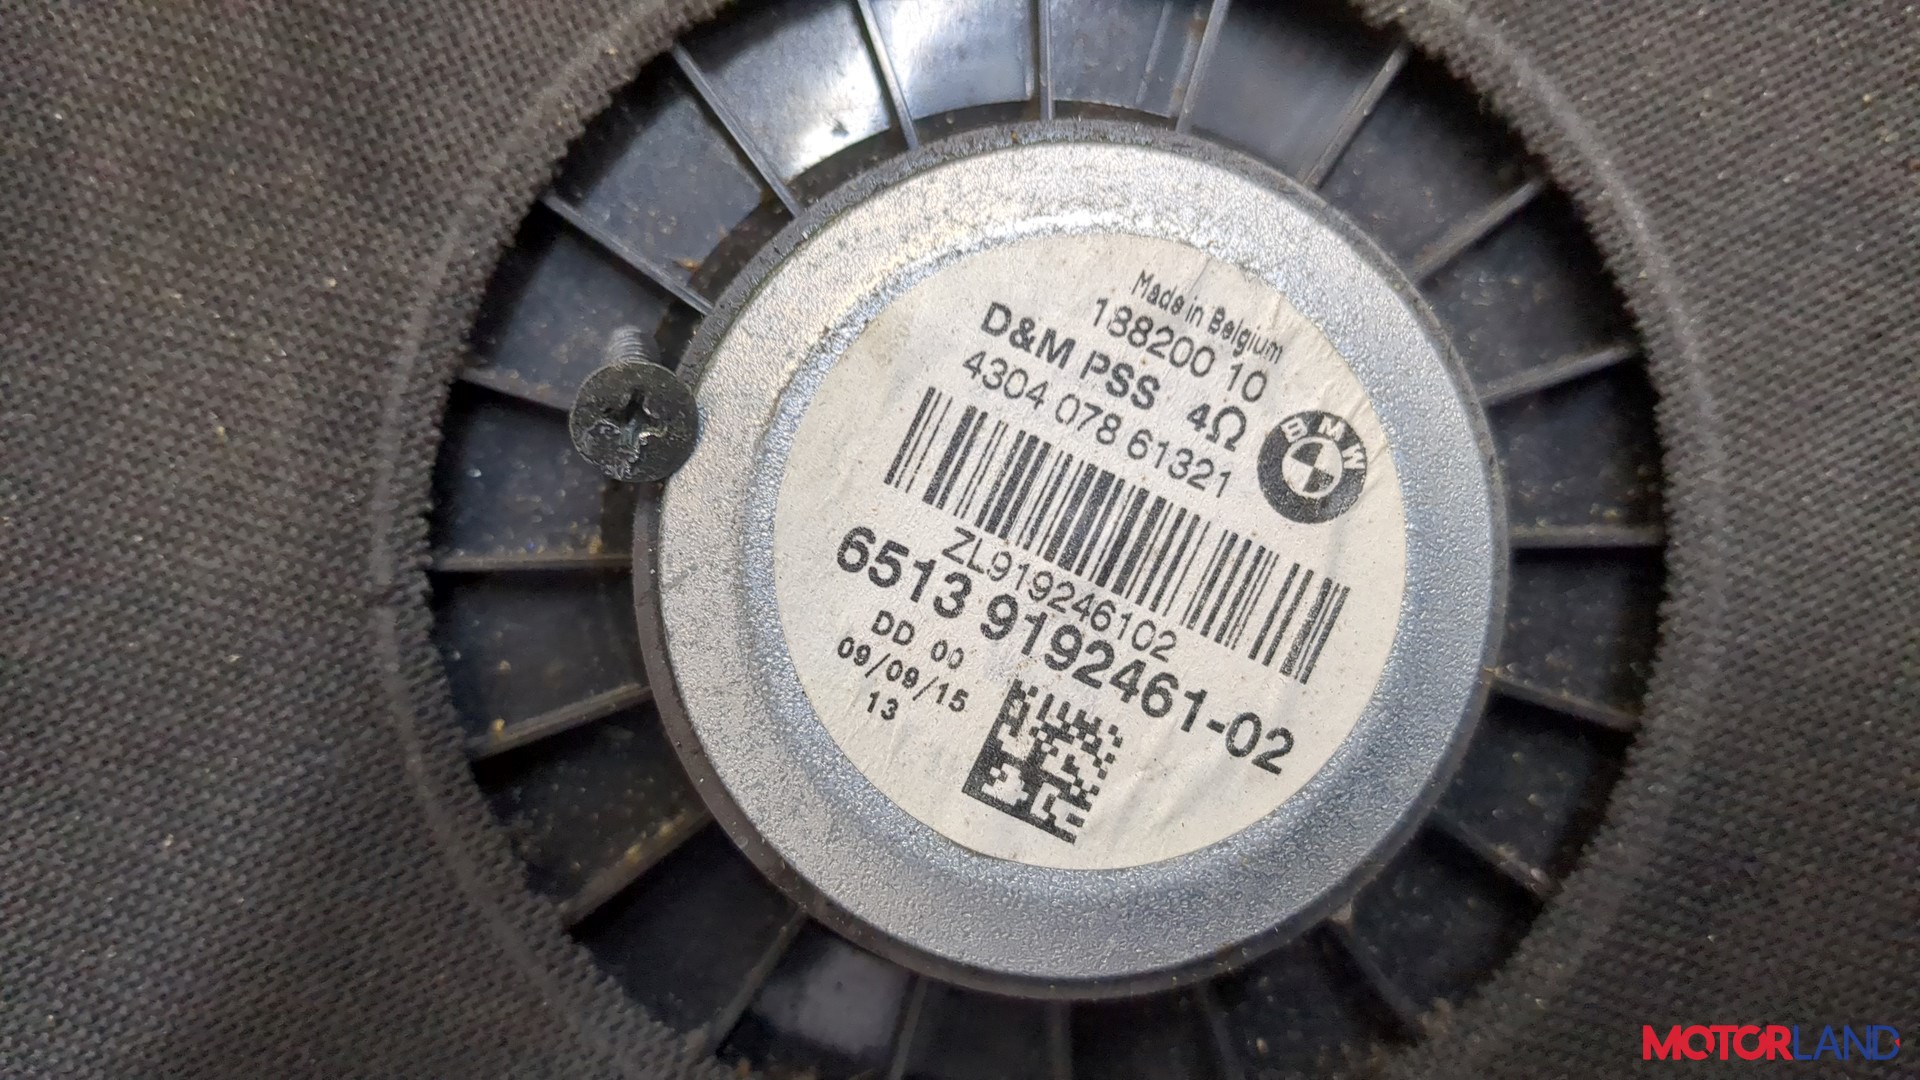 Made in Belgium
188200 10
D&M PSS 4Ω
4304 078 61321
BMW
ZL919246102
6513 9192461-02
DD 00
09/09/15
13
MOTORLAND